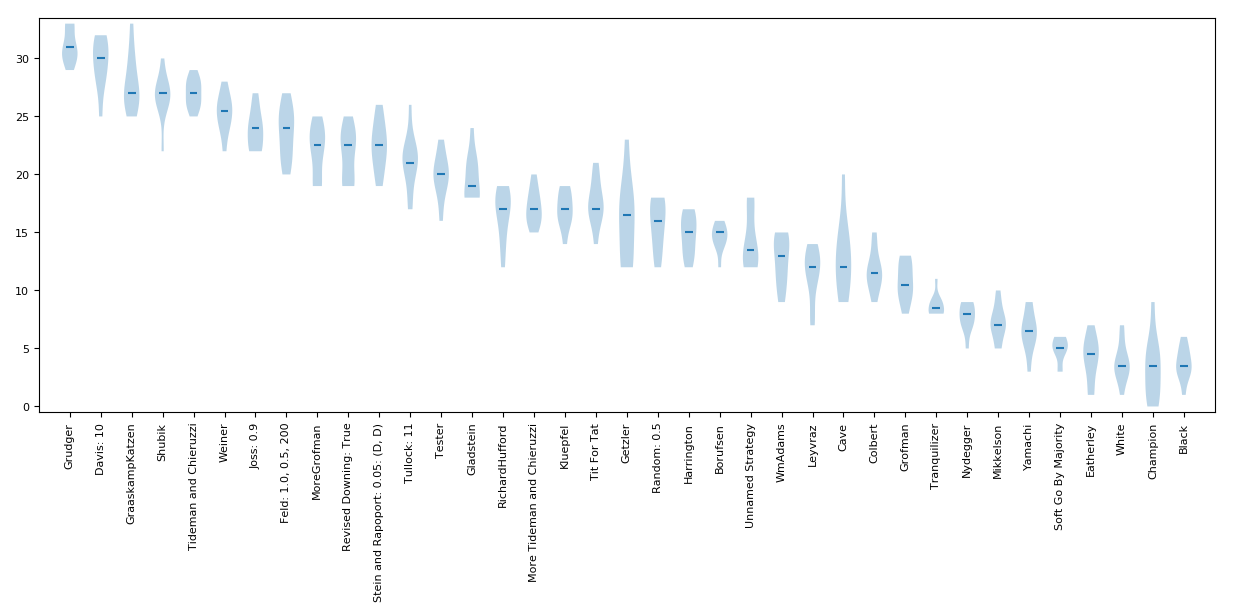 30
25
20
15
10
5
0
Grudger
Davis: 10
GraaskampKatzen
Shubik
Tideman and Chieruzzi
Weiner
Joss: 0.9
Feld: 1.0, 0.5, 200
MoreGrofman
Revised Downing: True
Stein and Rapoport: 0.05: (D, D)
Tullock: 11
Tester
Gladstein
RichardHufford
More Tideman and Chieruzzi
Kluepfel
Tit For Tat
Getzler
Random: 0.5
Harrington
Borufsen
Unnamed Strategy
WmAdams
Leyvraz
Cave
Colbert
Grofman
Tranquilizer
Nydegger
Mikkelson
Yamachi
Soft Go By Majority
Eatherley
White
Champion
Black